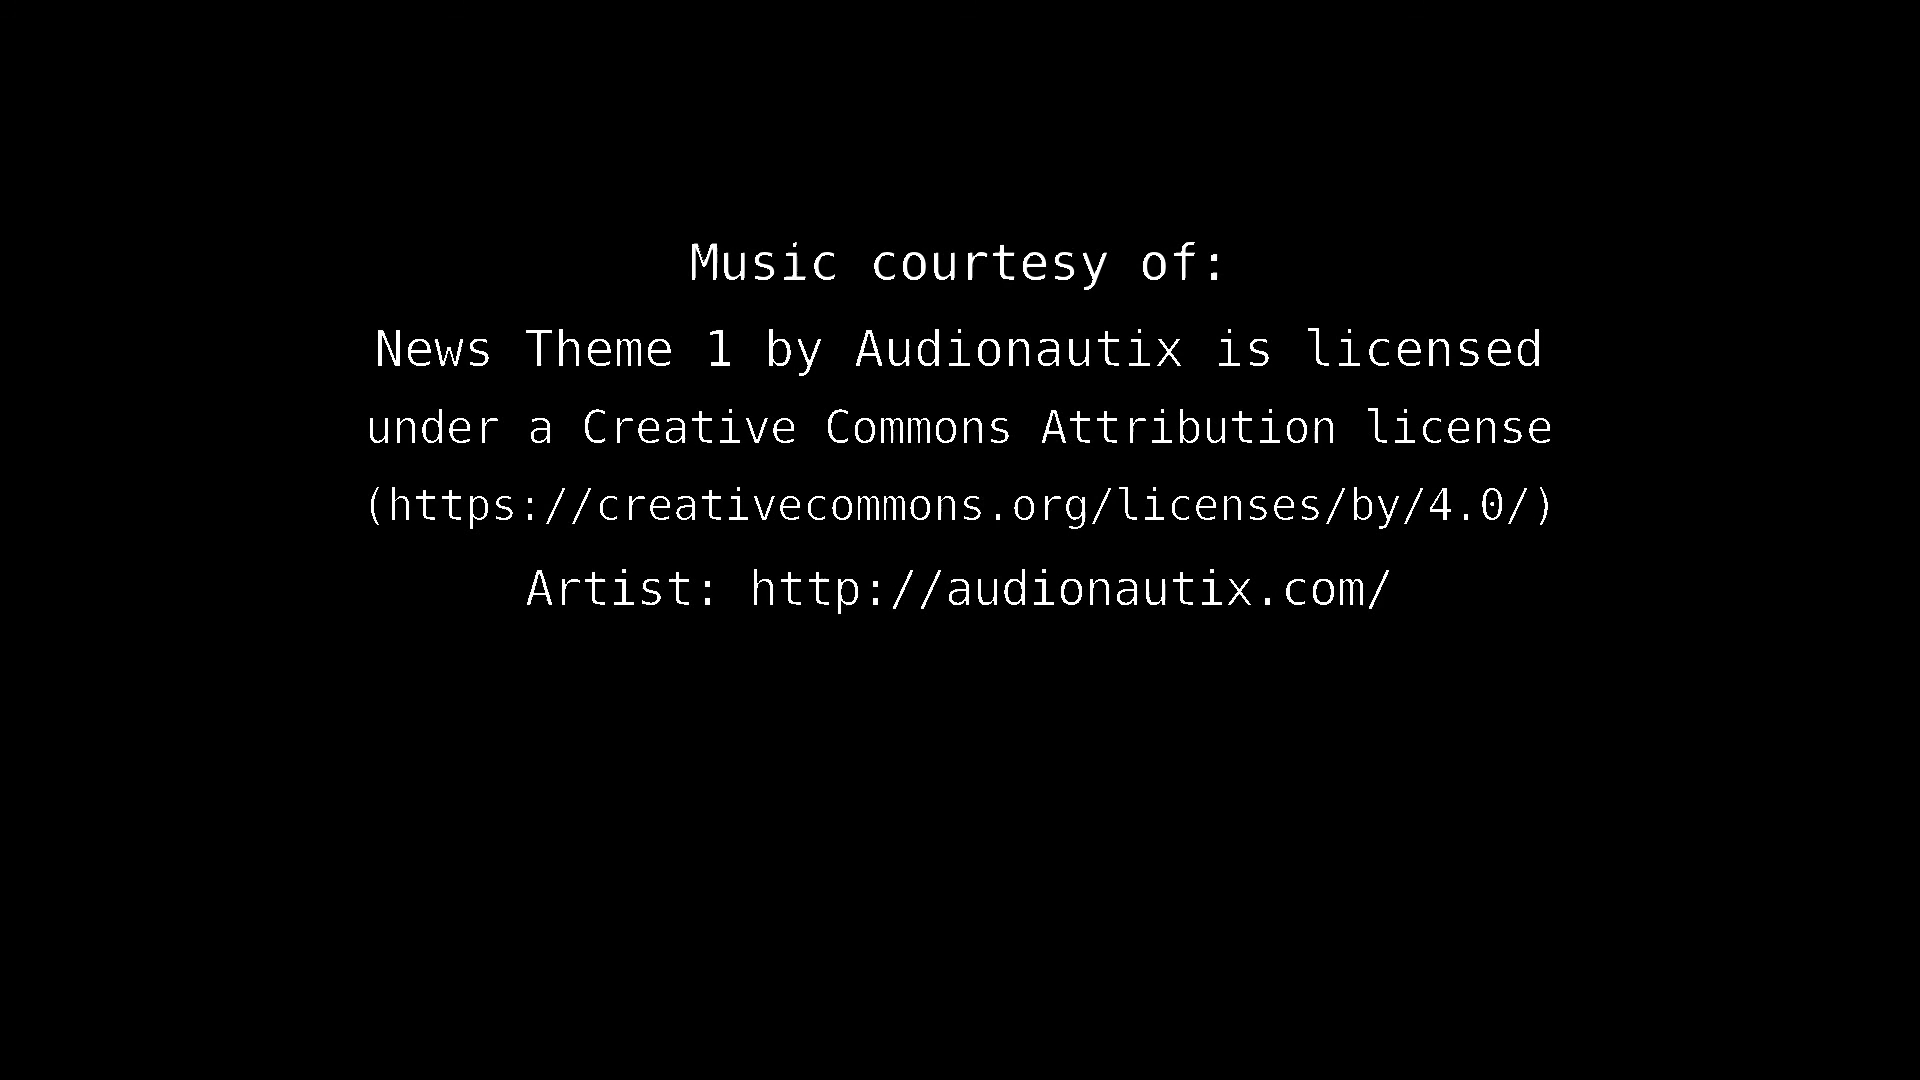 Music courtesy of:
News Theme 1 by Audionautix is licensed
under a Creative Commons Attribution license
(https://creativecommons.org/licenses/by/4.0/)
Artist: http://audionautix.com/